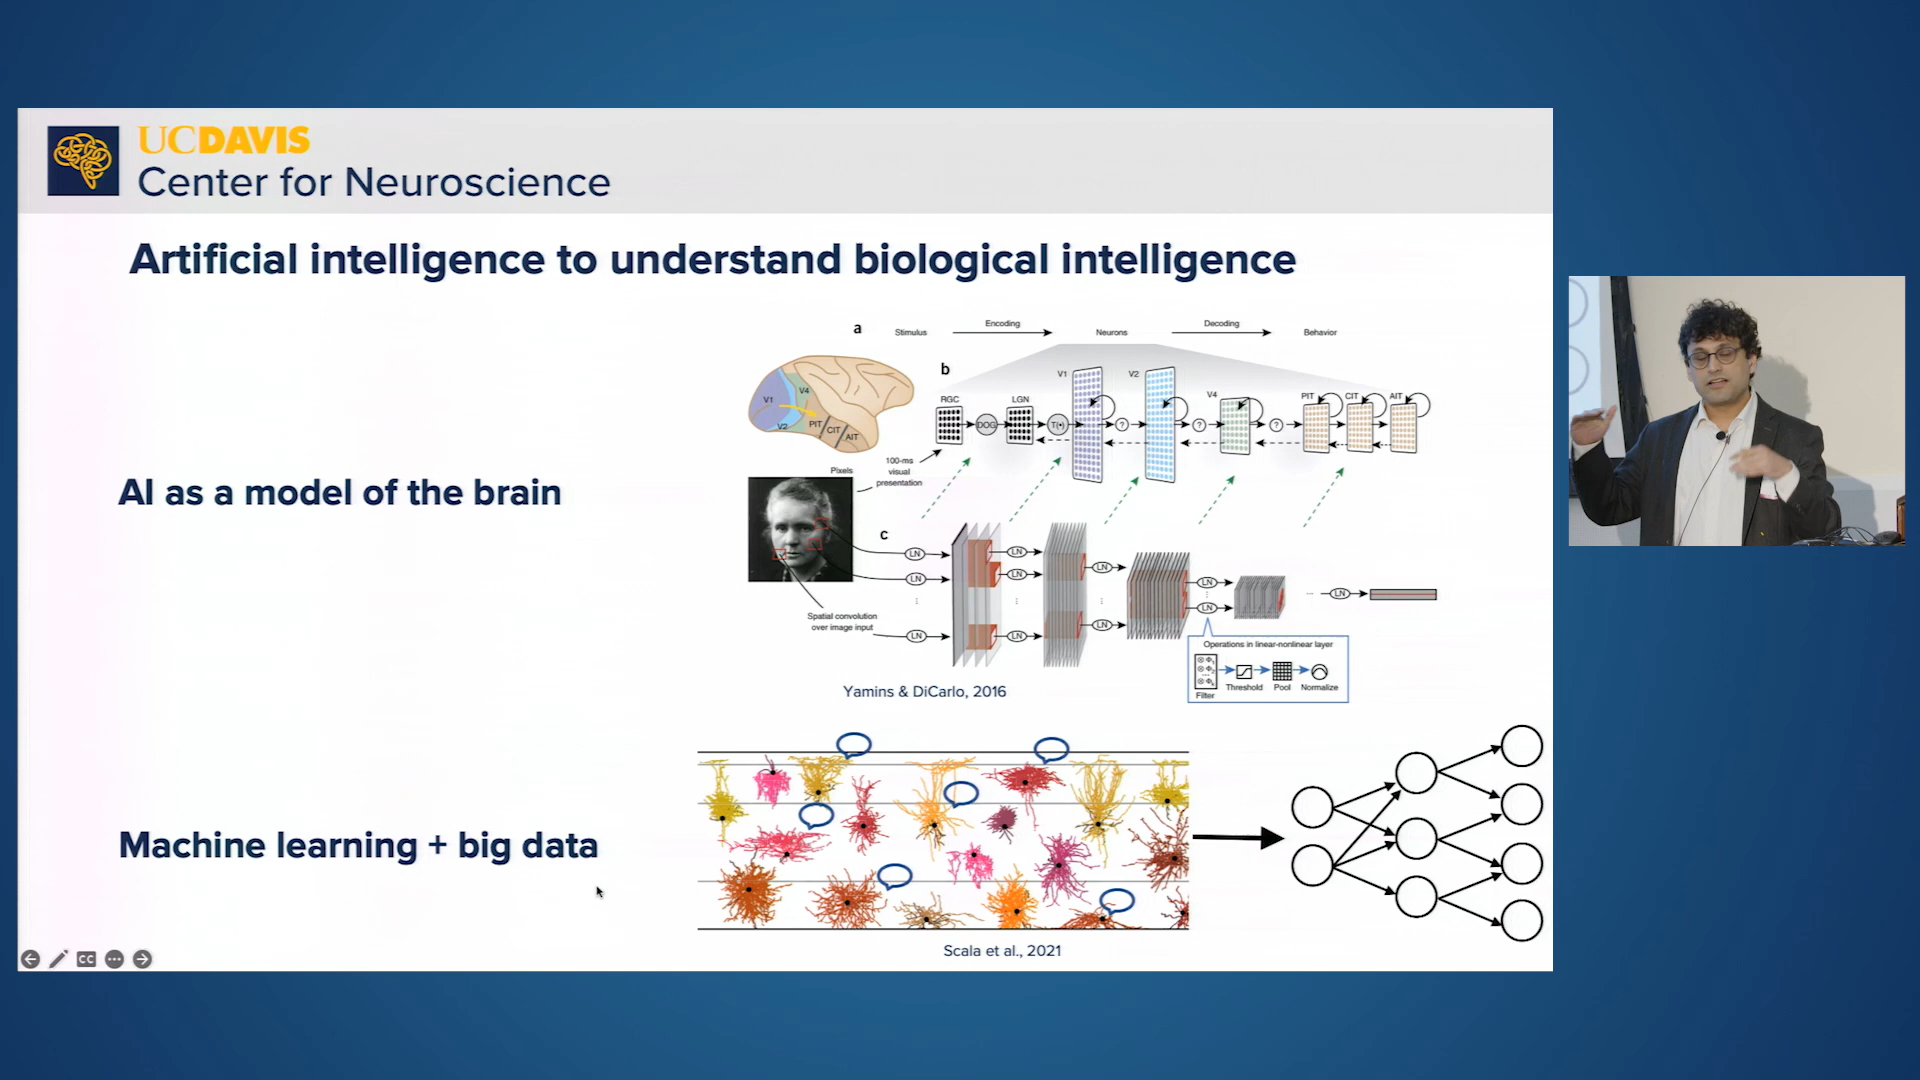 UCDAVIS
Center for Neuroscience
Artificial intelligence to understand biological intelligence
a
Stimulus
Encoding
Neurons
Decoding
Behavior
b
V1
V2
V4
PIT
CIT
AIT
RGC
LGN
DOG
T(•)
?
?
?
V1
V4
V2
PIT
CIT
AIT
100-ms
visual
presentation
Pixels
AI as a model of the brain
c
LN
LN
LN
LN
LN
LN
LN
LN
LN
LN
LN
Spatial convolution
over image input
Operations in linear-nonlinear layer
Filter
Threshold
Pool
Normalize
Yamins & DiCarlo, 2016
Machine learning + big data
Scala et al., 2021
CC